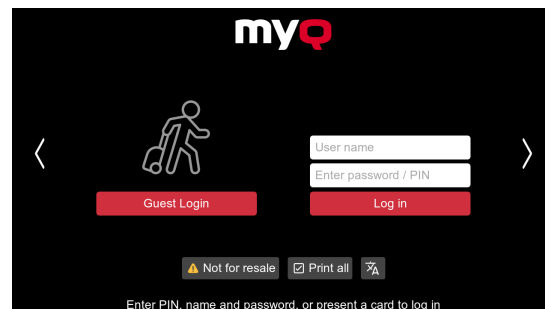 myQ
User name
Enter password / PIN
Guest Login
Log in
Not for resale
Print all
Enter PIN, name and password, or present a card to log in